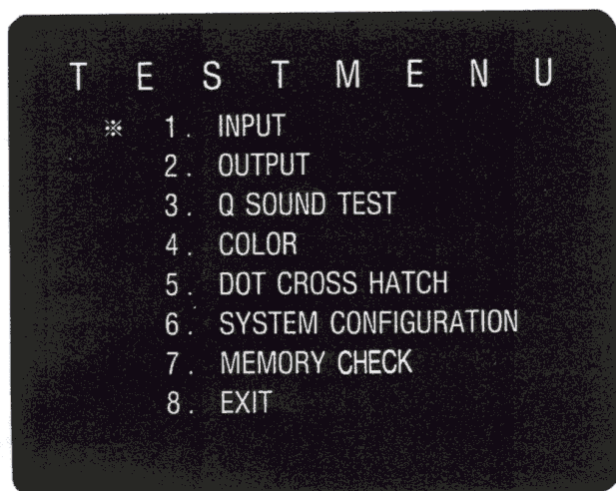 T E S T M E N U
※ 1. INPUT
2. OUTPUT
3. Q SOUND TEST
4. COLOR
5. DOT CROSS HATCH
6. SYSTEM CONFIGURATION
7. MEMORY CHECK
8. EXIT